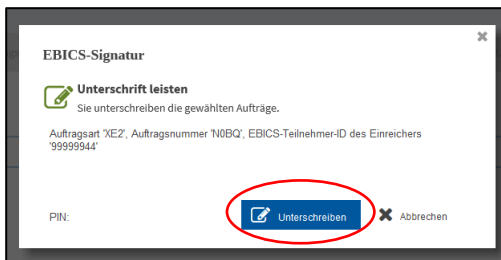 EBICS-Signatur
Unterschrift leisten
Sie unterschreiben die gewählten Aufträge.
Auftragsart 'XE2', Auftragsnummer 'N0BQ', EBICS-Teilnehmer-ID des Einreichers
'99999944'
PIN:
Unterschreiben
Abbrechen